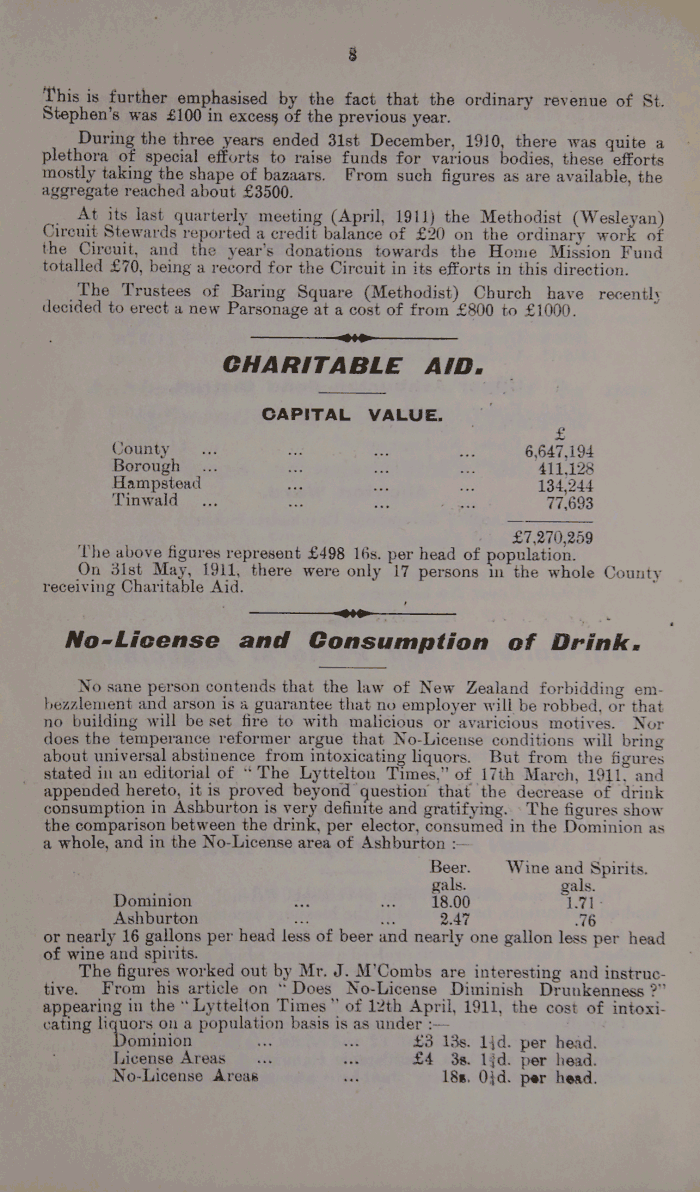 8
This is further emphasised by the fact that the ordinary revenue of St.
Stephen's was £100 in excess of the previous year.
During the three years ended 31st December, 1910, there was quite a
plethora of special efforts to raise funds for various bodies, these efforts
mostly taking the shape of bazaars. From such figures as are available, the
aggregate reached about £3500.
At its last quarterly meeting (April, 1911) the Methodist (Wesleyan)
Circuit Stewards reported a credit balance of £20 on the ordinary work of
the Circuit, and the year's donations towards the Home Mission Fund
totalled £70, being a record for the Circuit in its efforts in this direction.
The Trustees of Baring Square (Methodist) Church have recently
decided to erect a new Parsonage at a cost of from £800 to £1000.
CHARITABLE AID.
CAPITAL VALUE.
£
County ... ... ... ... 6,647,194
Borough ... ... ... ... 411,128
Hampstead ... ... ... 134,244
Tinwald ... ... ... ... 77,693
£7,270,259
The above figures represent £498 16s. per head of population.
On 31st May, 1911, there were only 17 persons in the whole County
receiving Charitable Aid.
No-License and Consumption of Drink.
No sane person contends that the law of New Zealand forbidding em-
bezzlement and arson is a guarantee that no employer will be robbed, or that
no building will be set fire to with malicious or avaricious motives. Nor
does the temperance reformer argue that No-License conditions will bring
about universal abstinence from intoxicating liquors. But from the figures
stated in an editorial of "The Lyttelton Times," of 17th March, 1911, and
appended hereto, it is proved beyond question that the decrease of drink
consumption in Ashburton is very definite and gratifying. The figures show
the comparison between the drink, per elector, consumed in the Dominion as
a whole, and in the No-License area of Ashburton :—
Beer. Wine and Spirits.
gals. gals.
Dominion ... ... 18.00 1.71
Ashburton ... ... 2.47 .76
or nearly 16 gallons per head less of beer and nearly one gallon less per head
of wine and spirits.
The figures worked out by Mr. J. M'Combs are interesting and instruc-
tive. From his article on "Does No-License Diminish Drunkenness?"
appearing in the "Lyttelton Times" of 12th April, 1911, the cost of intoxi-
cating liquors on a population basis is as under :—
Dominion ... ... £3 13s. per head.
License Areas ... ... £4 3s. per head.
No-License Areas ... 18s. per head.